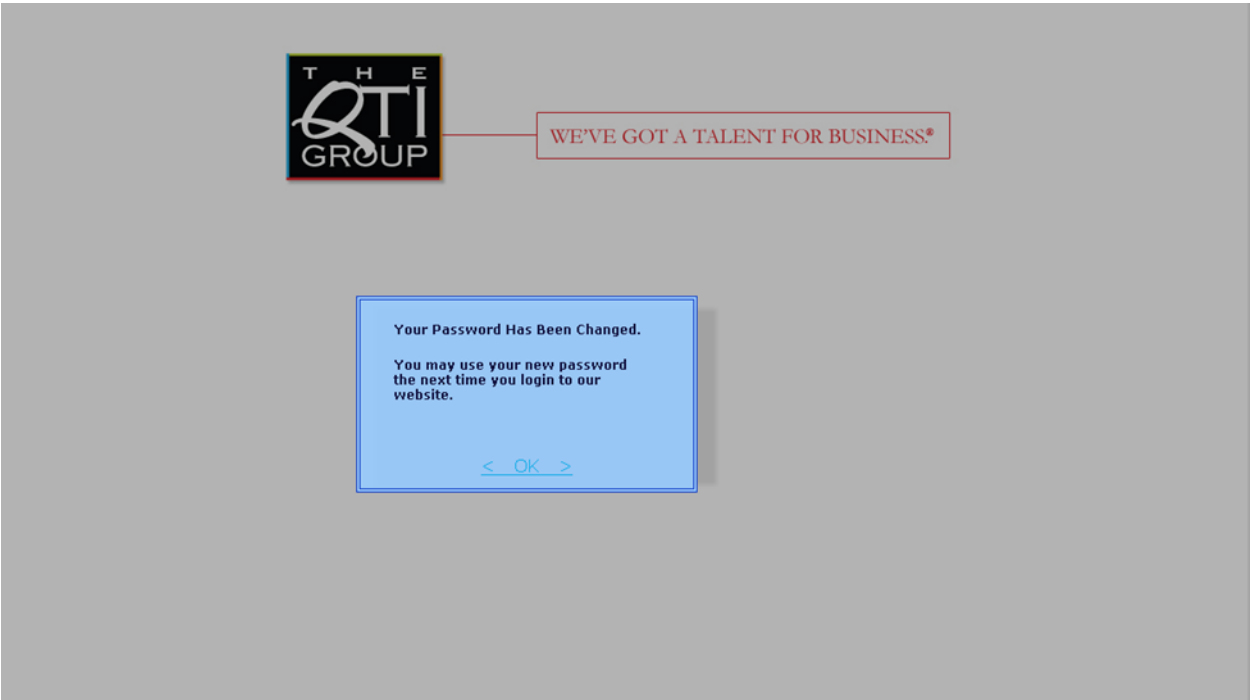 THE
QTI
GROUP
WE'VE GOT A TALENT FOR BUSINESS.®
Your Password Has Been Changed.
You may use your new password
the next time you login to our
website.
< OK >